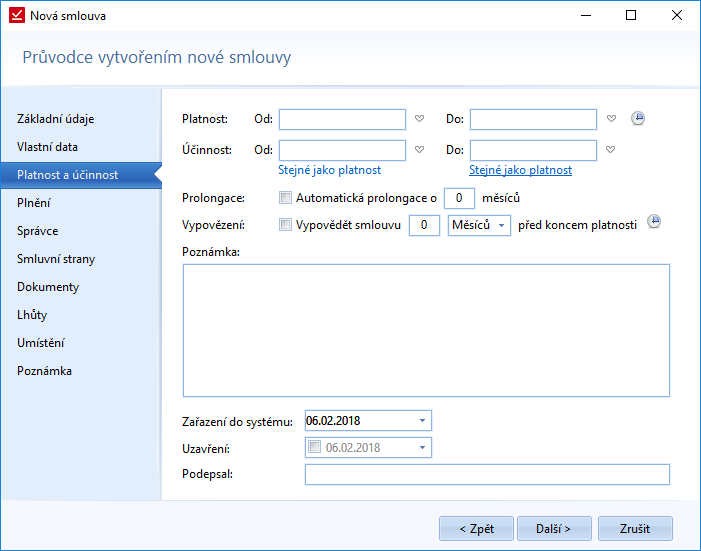 Nová smlouva
Průvodce vytvořením nové smlouvy
Základní údaje
Vlastní data
Platnost a účinnost
Plnění
Správce
Smluvní strany
Dokumenty
Lhůty
Umístění
Poznámka
Platnost: Od: Do:
Účinnost: Od: Do:
Stejné jako platnost Stejné jako platnost
Prolongace: Automatická prolongace o 0 měsíců
Vypovězení: Vypovědět smlouvu 0 Měsíců před koncem platnosti
Poznámka:
Zařazení do systému: 06.02.2018
Uzavření: 06.02.2018
Podepsal:
< Zpět Další > Zrušit